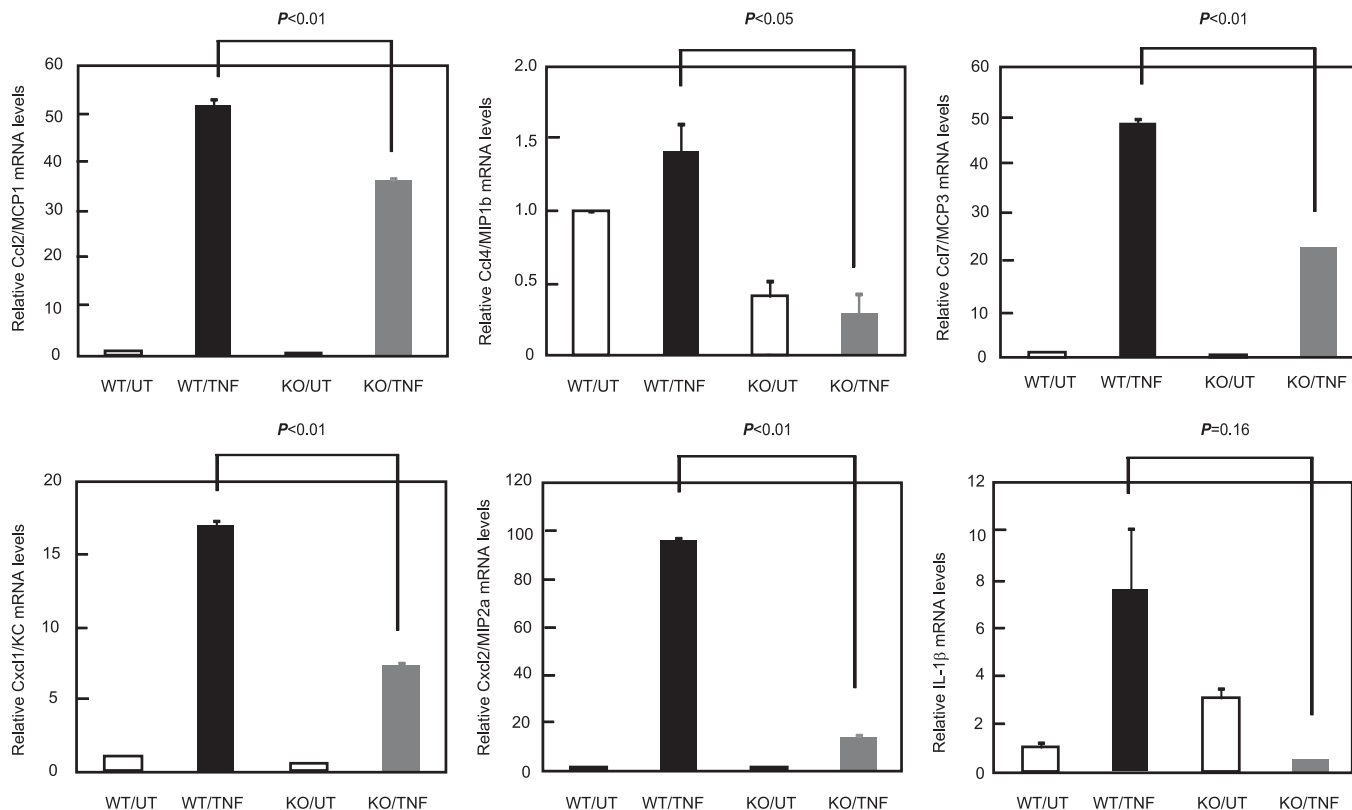 P<0.01
Relative Ccl2/MCP1 mRNA levels
60
50
40
30
20
10
0
WT/UT WT/TNF KO/UT KO/TNF
P<0.05
Relative Ccl4/MIP1b mRNA levels
2.0
1.5
1.0
0.5
0
WT/UT WT/TNF KO/UT KO/TNF
P<0.01
Relative Ccl7/MCP3 mRNA levels
60
50
40
30
20
10
0
WT/UT WT/TNF KO/UT KO/TNF
P<0.01
Relative Cxcl1/KC mRNA levels
20
15
10
5
0
WT/UT WT/TNF KO/UT KO/TNF
P<0.01
Relative Cxcl2/MIP2a mRNA levels
120
100
80
60
40
20
0
WT/UT WT/TNF KO/UT KO/TNF
P=0.16
Relative IL-1β mRNA levels
12
10
8
6
4
2
0
WT/UT WT/TNF KO/UT KO/TNF